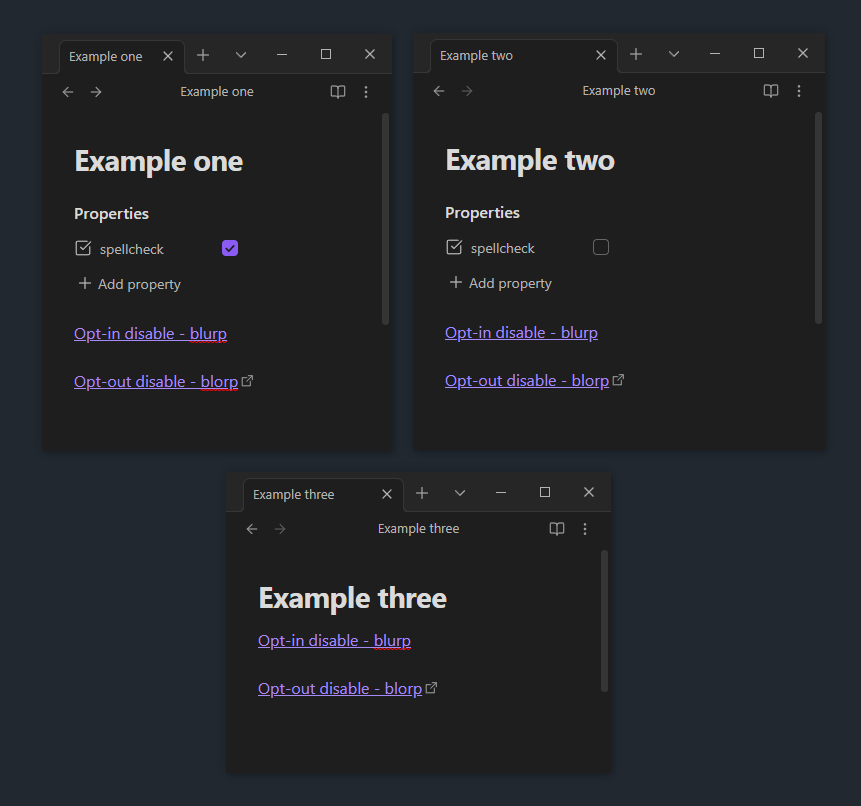 Example one
Example one
Example one
Properties
spellcheck
Add property
Opt-in disable - blurp
Opt-out disable - blorp
Example two
Example two
Example two
Properties
spellcheck
Add property
Opt-in disable - blurp
Opt-out disable - blorp
Example three
Example three
Example three
Opt-in disable - blurp
Opt-out disable - blorp